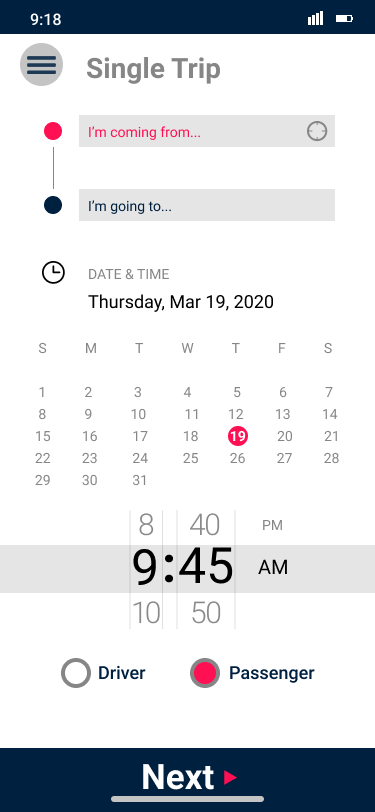 9:18
Single Trip
I'm coming from...
I'm going to...
DATE & TIME
Thursday, Mar 19, 2020
S M T W T F S
1 2 3 4 5 6 7
8 9 10 11 12 13 14
15 16 17 18 19 20 21
22 23 24 25 26 27 28
29 30 31
8 40 PM
9:45 AM
10 50
Driver Passenger
Next